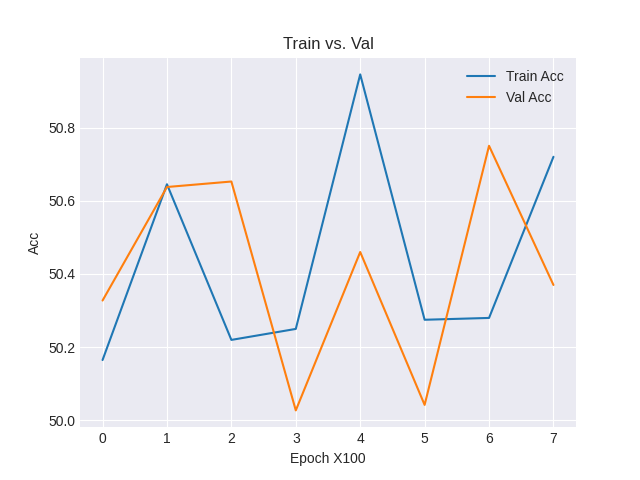 Train vs. Val
Train Acc
Val Acc
50.8
50.6
50.4
50.2
50.0
Acc
0 1 2 3 4 5 6 7
Epoch X100